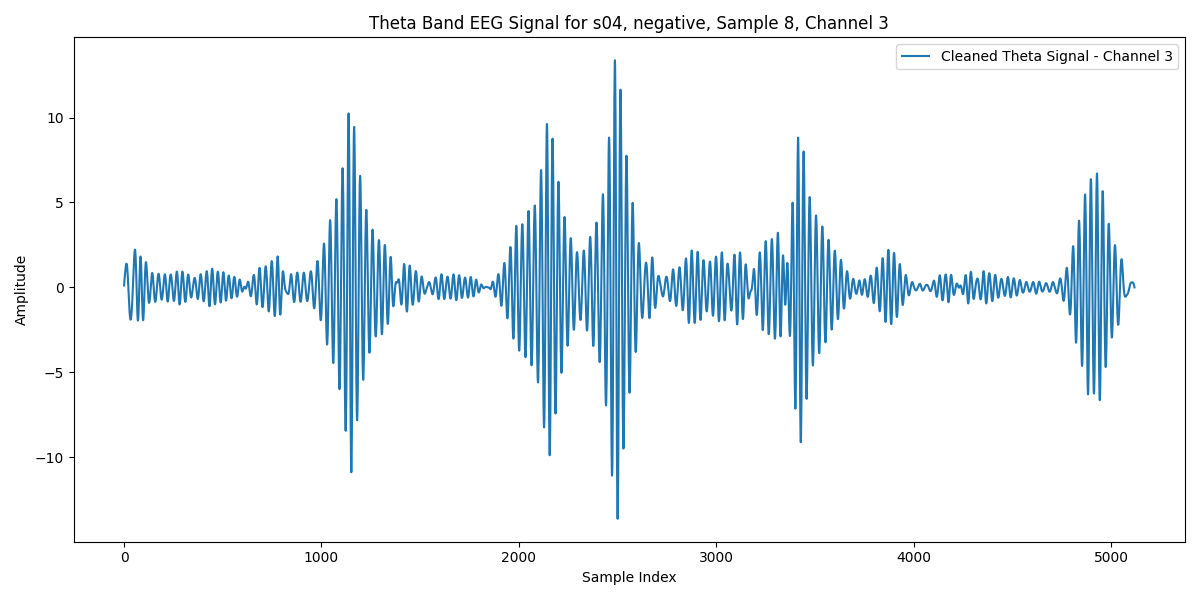 Theta Band EEG Signal for s04, negative, Sample 8, Channel 3
Cleaned Theta Signal - Channel 3
10
5
0
−5
−10
Amplitude
0 1000 2000 3000 4000 5000
Sample Index